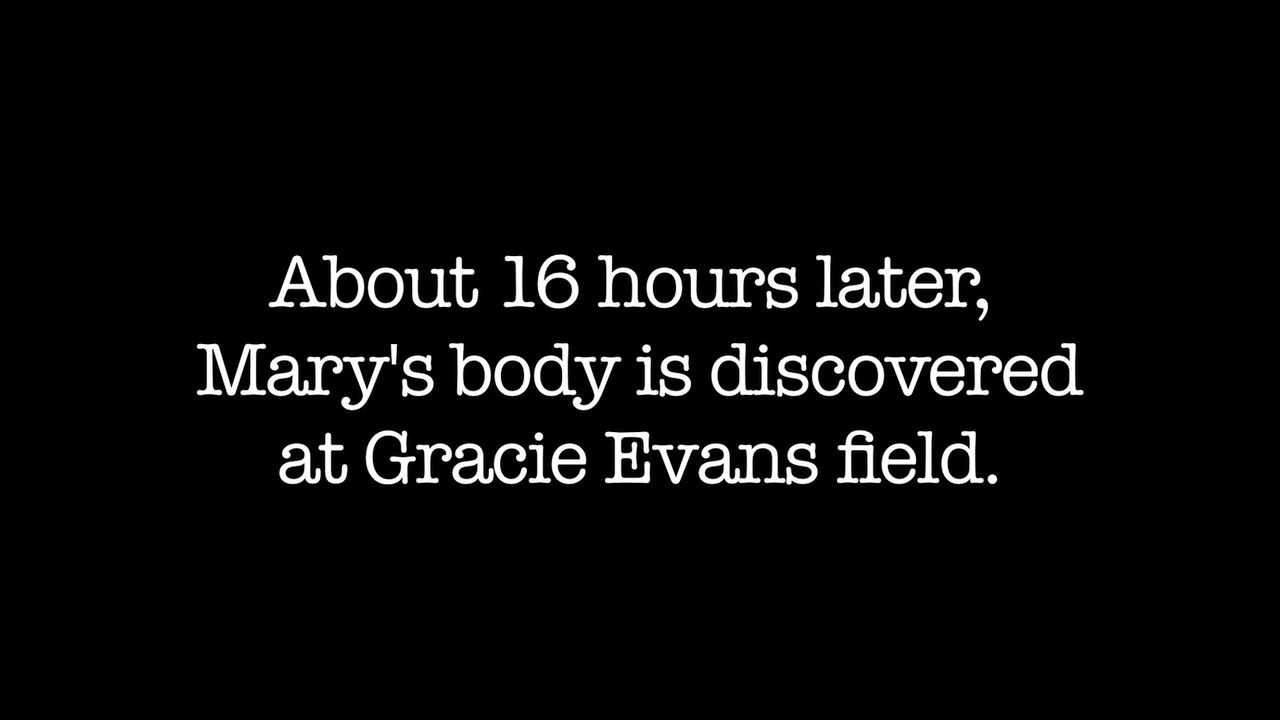 About 16 hours later,
Mary's body is discovered
at Gracie Evans field.